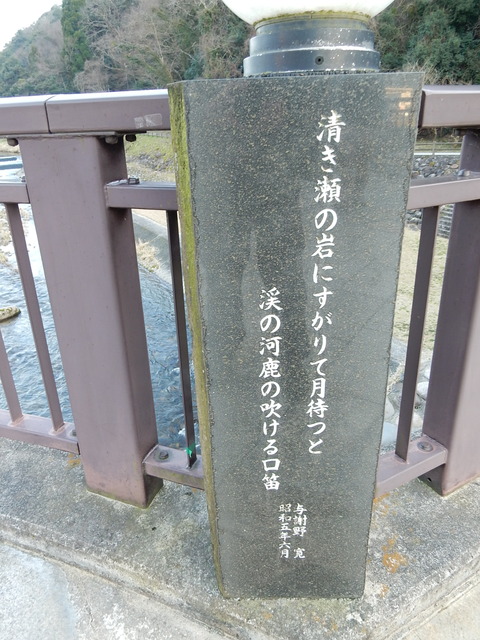 清き瀬の岩にすがりて月待つと
渓の河鹿の吹ける口笛
与謝野 寛
昭和五年六月